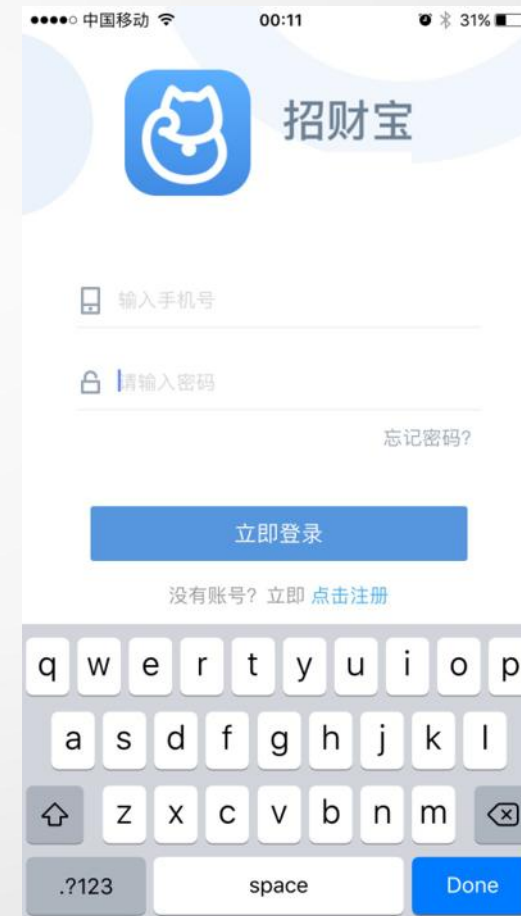 中国移动 00:11 31%
招财宝
输入手机号
请输入密码
忘记密码?
立即登录
没有账号? 立即 点击注册
q w e r t y u i o p
a s d f g h j k l
z x c v b n m
.?123 space Done